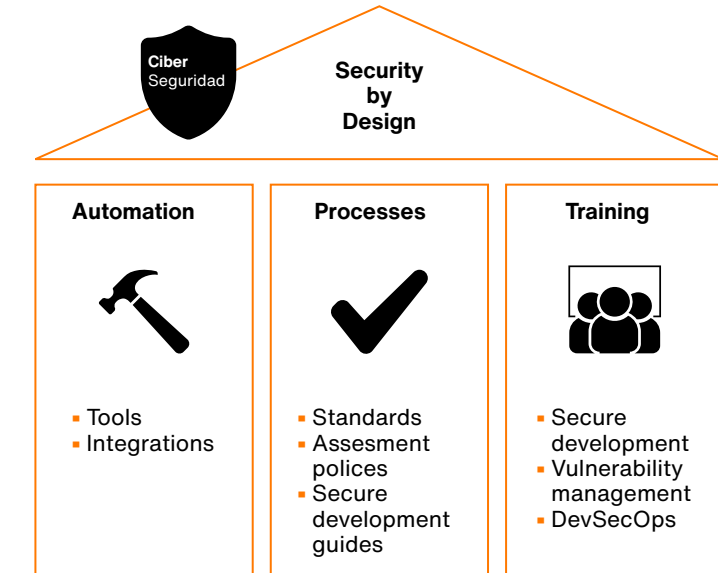 Ciber
Seguridad
Security
by
Design
Automation
Tools
Integrations
Processes
Standards
Assesment
polices
Secure
development
guides
Training
Secure
development
Vulnerability
management
DevSecOps